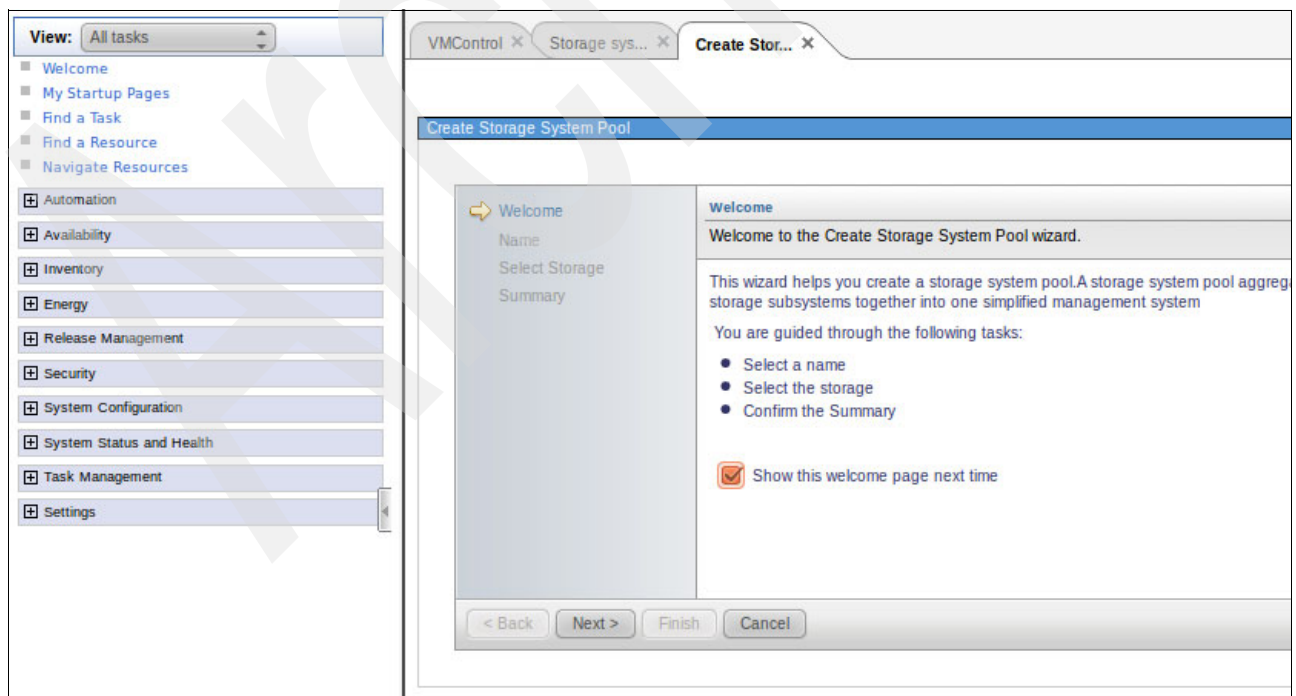 View: All tasks
Welcome
My Startup Pages
Find a Task
Find a Resource
Navigate Resources
Automation
Availability
Inventory
Energy
Release Management
Security
System Configuration
System Status and Health
Task Management
Settings
VMControl Storage sys... Create Stor...
Create Storage System Pool
Welcome
Name
Select Storage
Summary
Welcome
Welcome to the Create Storage System Pool wizard.
This wizard helps you create a storage system pool.A storage system pool aggrega
storage subsystems together into one simplified management system
You are guided through the following tasks:
Select a name
Select the storage
Confirm the Summary
Show this welcome page next time
< Back Next > Finish Cancel